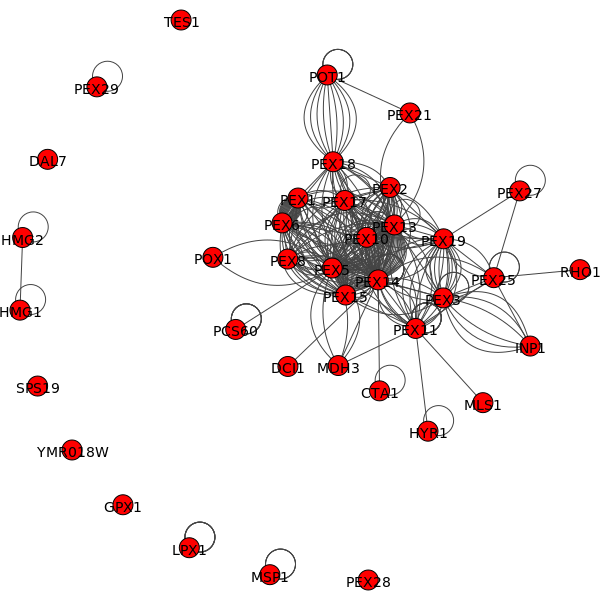 TES1
POT1
PEX29
PEX21
DAL7
PEX18
PEX2
PEX27
PEX1
PEX17
PEX6
PEX13
HMG2
PEX10
PEX19
POX1
PEX8
PEX5
RHO1
PEX14
PEX25
PEX15
PEX3
HMG1
PCS60
PEX11
INP1
DCI1
MDH3
SPS19
CTA1
MLS1
HYR1
YMR018W
GPX1
LPX1
MSP1
PEX28